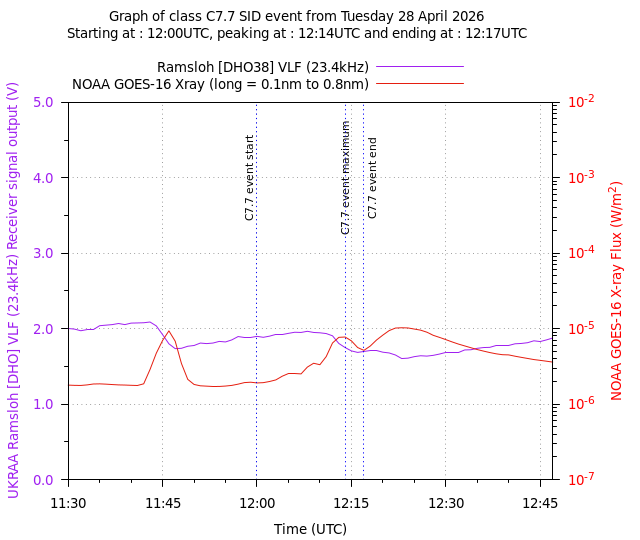 Graph of class C7.7 SID event from Tuesday 28 April 2026
Starting at : 12:00UTC, peaking at : 12:14UTC and ending at : 12:17UTC
Ramsloh [DHO38] VLF (23.4kHz)
NOAA GOES-16 Xray (long = 0.1nm to 0.8nm)
UKRAA Ramsloh [DHO] VLF (23.4kHz) Receiver signal output (V)
5.0
4.0
3.0
2.0
1.0
0.0
C7.7 event start
C7.7 event maximum
C7.7 event end
10⁻²
10⁻³
10⁻⁴
10⁻⁵
10⁻⁶
10⁻⁷
NOAA GOES-16 X-ray Flux (W/m²)
11:30 11:45 12:00 12:15 12:30 12:45
Time (UTC)